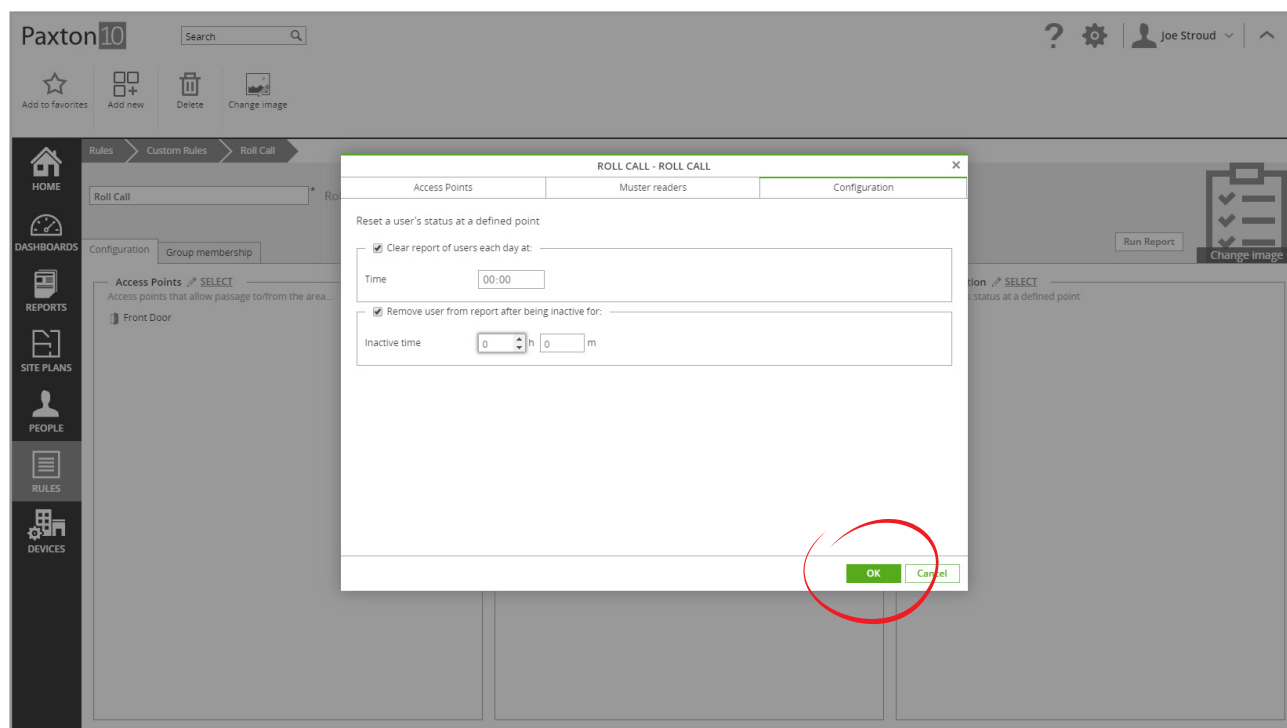 Paxton10
Search
Joe Stroud
Add to favorites
Add new
Delete
Change image
Rules
Custom Rules
Roll Call
HOME
DASHBOARDS
REPORTS
SITE PLANS
PEOPLE
RULES
DEVICES
Roll Call
*
Configuration
Group membership
Run Report
Change image
Access Points SELECT
Access points that allow passage to/from the area...
Front Door
SELECT
status at a defined point
ROLL CALL - ROLL CALL
Access Points
Muster readers
Configuration
Reset a user's status at a defined point
Clear report of users each day at:
Time 00:00
Remove user from report after being inactive for:
Inactive time 0 h 0 m
OK
Cancel